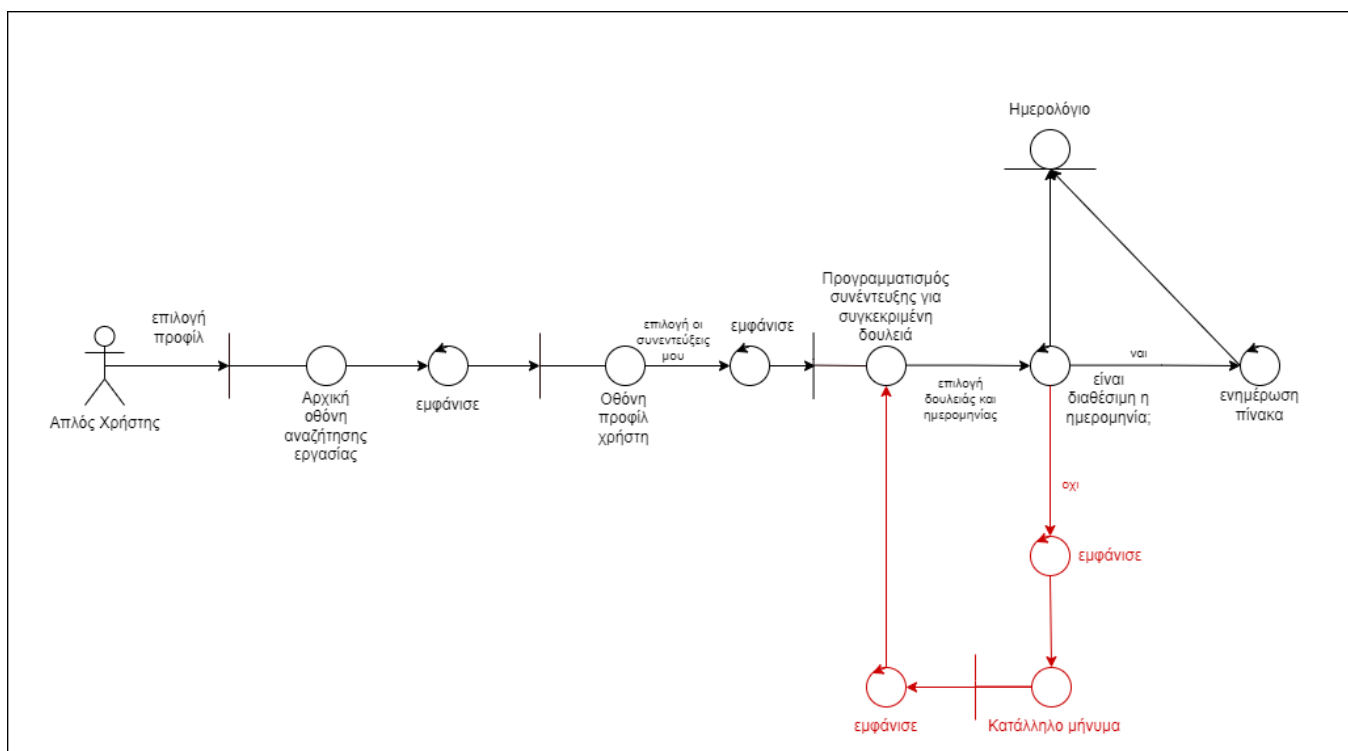 Ημερολόγιο
Προγραμματισμός
συνέντευξης για
συγκεκριμένη
δουλειά
επιλογή
προφίλ
επιλογή οι
συνεντεύξεις
μου
εμφάνισε
ναι
Απλός Χρήστης
Αρχική
οθόνη
αναζήτησης
εργασίας
εμφάνισε
Οθόνη
προφίλ
χρήστη
επιλογή
δουλειάς και
ημερομηνίας
είναι
διαθέσιμη η
ημερομηνία;
ενημέρωση
πίνακα
οχι
εμφάνισε
εμφάνισε
Κατάλληλο μήνυμα